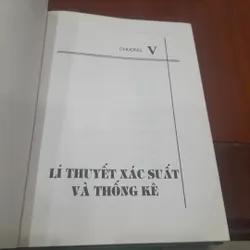 CHƯƠNG V
LÍ THUYẾT XÁC SUẤT
VÀ THỐNG KÊ